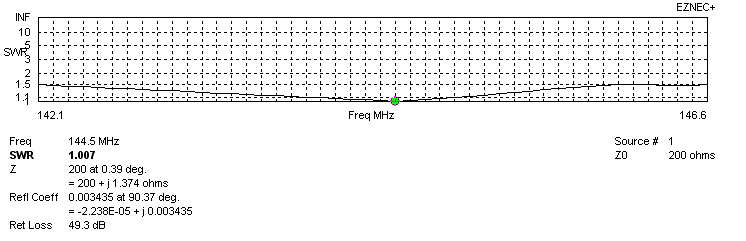 EZNEC+
INF
10
5
SWR
3
2
1.5
1.1
142.1 Freq MHz 146.6
Freq 144.5 MHz Source # 1
SWR 1.007 Z0 200 ohms
Z 200 at 0.39 deg.
= 200 + j 1.374 ohms
Refl Coeff 0.003435 at 90.37 deg.
= -2.238E-05 + j 0.003435
Ret Loss 49.3 dB